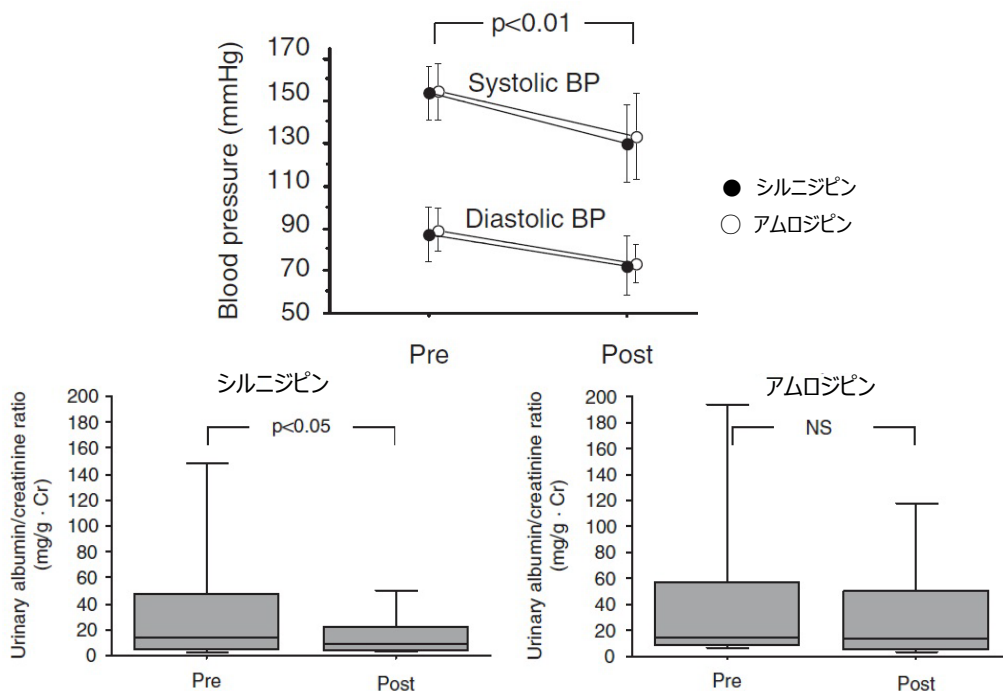 p<0.01
170
150
130
110
90
70
50
Blood pressure (mmHg)
Systolic BP
Diastolic BP
Pre
Post
● シルニジピン
○ アムロジピン
シルニジピン
200
180
160
140
120
100
80
60
40
20
0
Urinary albumin/creatinine ratio
(mg/g · Cr)
p<0.05
Pre
Post
アムロジピン
200
180
160
140
120
100
80
60
40
20
0
Urinary albumin/creatinine ratio
(mg/g · Cr)
NS
Pre
Post